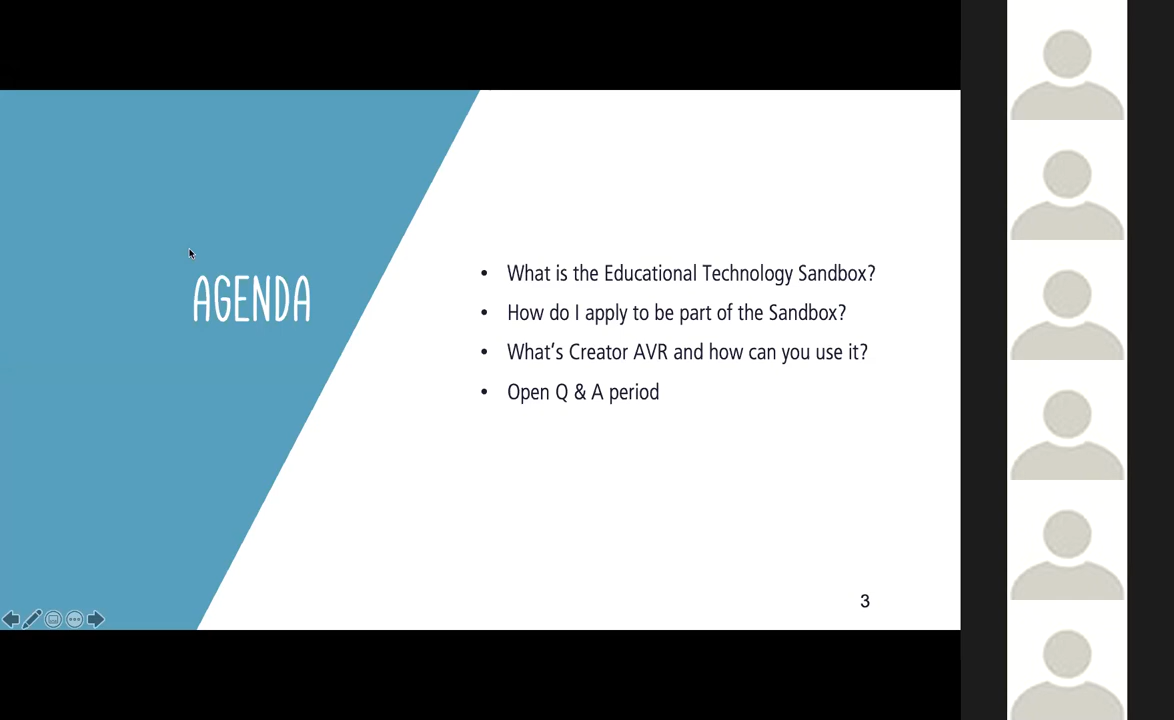 AGENDA
• What is the Educational Technology Sandbox?
• How do I apply to be part of the Sandbox?
• What's Creator AVR and how can you use it?
• Open Q & A period
3